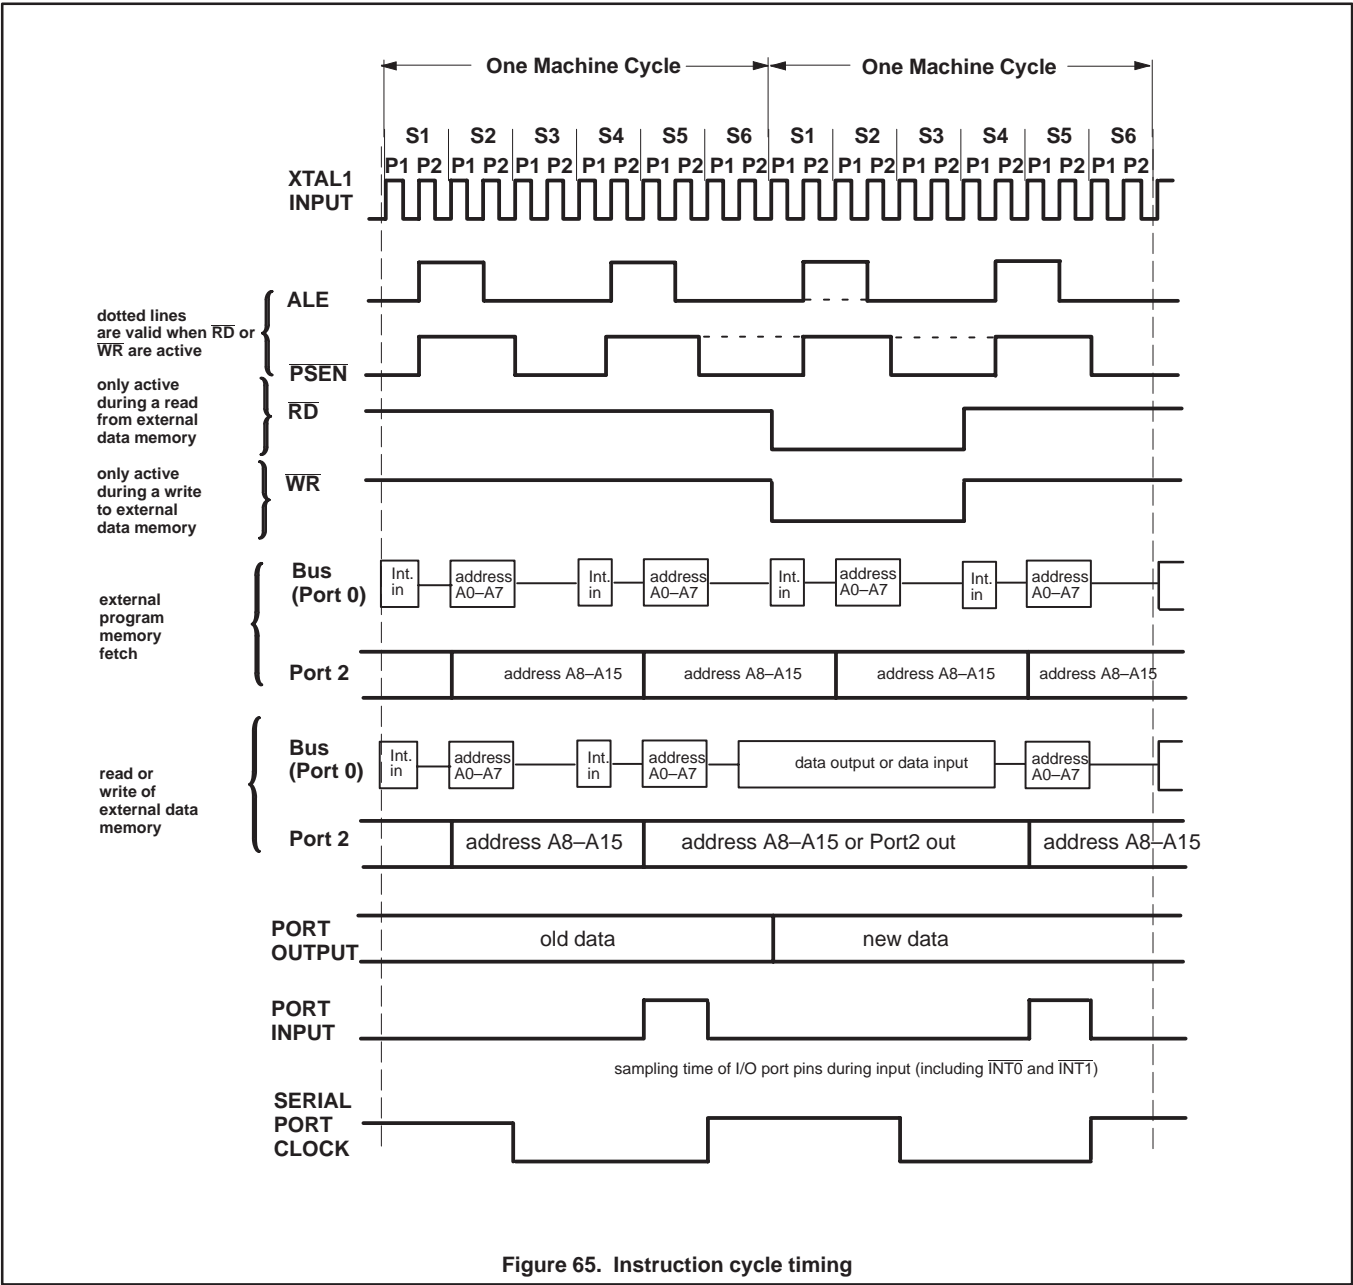 One Machine Cycle One Machine Cycle
S1 S2 S3 S4 S5 S6 S1 S2 S3 S4 S5 S6
P1 P2 P1 P2 P1 P2 P1 P2 P1 P2 P1 P2 P1 P2 P1 P2 P1 P2 P1 P2 P1 P2 P1 P2
XTAL1
INPUT
ALE
dotted lines
are valid when RD or
WR are active
PSEN
only active
during a read
from external
data memory
RD
only active
during a write
to external
data memory
WR
external
program
memory
fetch
Bus
(Port 0)
Int. address Int. address Int. address Int. address
in A0–A7 in A0–A7 in A0–A7 in A0–A7
Port 2
address A8–A15 address A8–A15 address A8–A15 address A8–A15
read or
write of
external data
memory
Bus
(Port 0)
Int. address Int. address data output or data input address
in A0–A7 in A0–A7 A0–A7
Port 2
address A8–A15 address A8–A15 or Port2 out address A8–A15
PORT
OUTPUT
old data new data
PORT
INPUT
sampling time of I/O port pins during input (including INT0 and INT1)
SERIAL
PORT
CLOCK
Figure 65. Instruction cycle timing